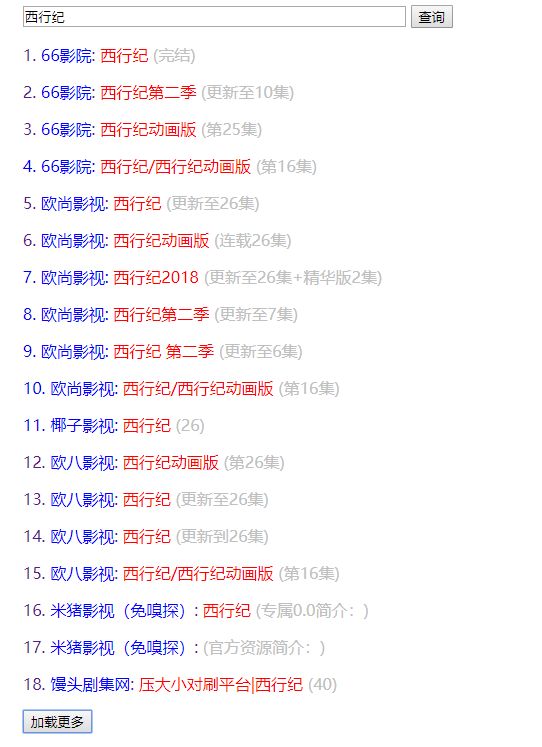 西行纪 查询
1. 66影院: 西行纪 (完结)
2. 66影院: 西行纪第二季 (更新至10集)
3. 66影院: 西行纪动画版 (第25集)
4. 66影院: 西行纪/西行纪动画版 (第16集)
5. 欧尚影视: 西行纪 (更新至26集)
6. 欧尚影视: 西行纪动画版 (连载26集)
7. 欧尚影视: 西行纪2018 (更新至26集+精华版2集)
8. 欧尚影视: 西行纪第二季 (更新至7集)
9. 欧尚影视: 西行纪 第二季 (更新至6集)
10. 欧尚影视: 西行纪/西行纪动画版 (第16集)
11. 椰子影视: 西行纪 (26)
12. 欧八影视: 西行纪动画版 (第26集)
13. 欧八影视: 西行纪 (更新至26集)
14. 欧八影视: 西行纪 (更新到26集)
15. 欧八影视: 西行纪/西行纪动画版 (第16集)
16. 米猪影视（免嗅探）: 西行纪 (专属0.0简介：)
17. 米猪影视（免嗅探）: (官方资源简介：)
18. 馒头剧集网: 压大小对刷平台|西行纪 (40)
加载更多